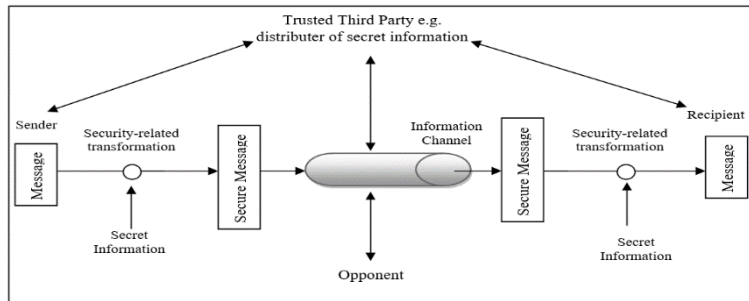 Trusted Third Party e.g.
distributer of secret information
Sender
Recipient
Security-related
transformation
Information
Channel
Security-related
transformation
Message
Secure Message
Secure Message
Message
Secret
Information
Opponent
Secret
Information